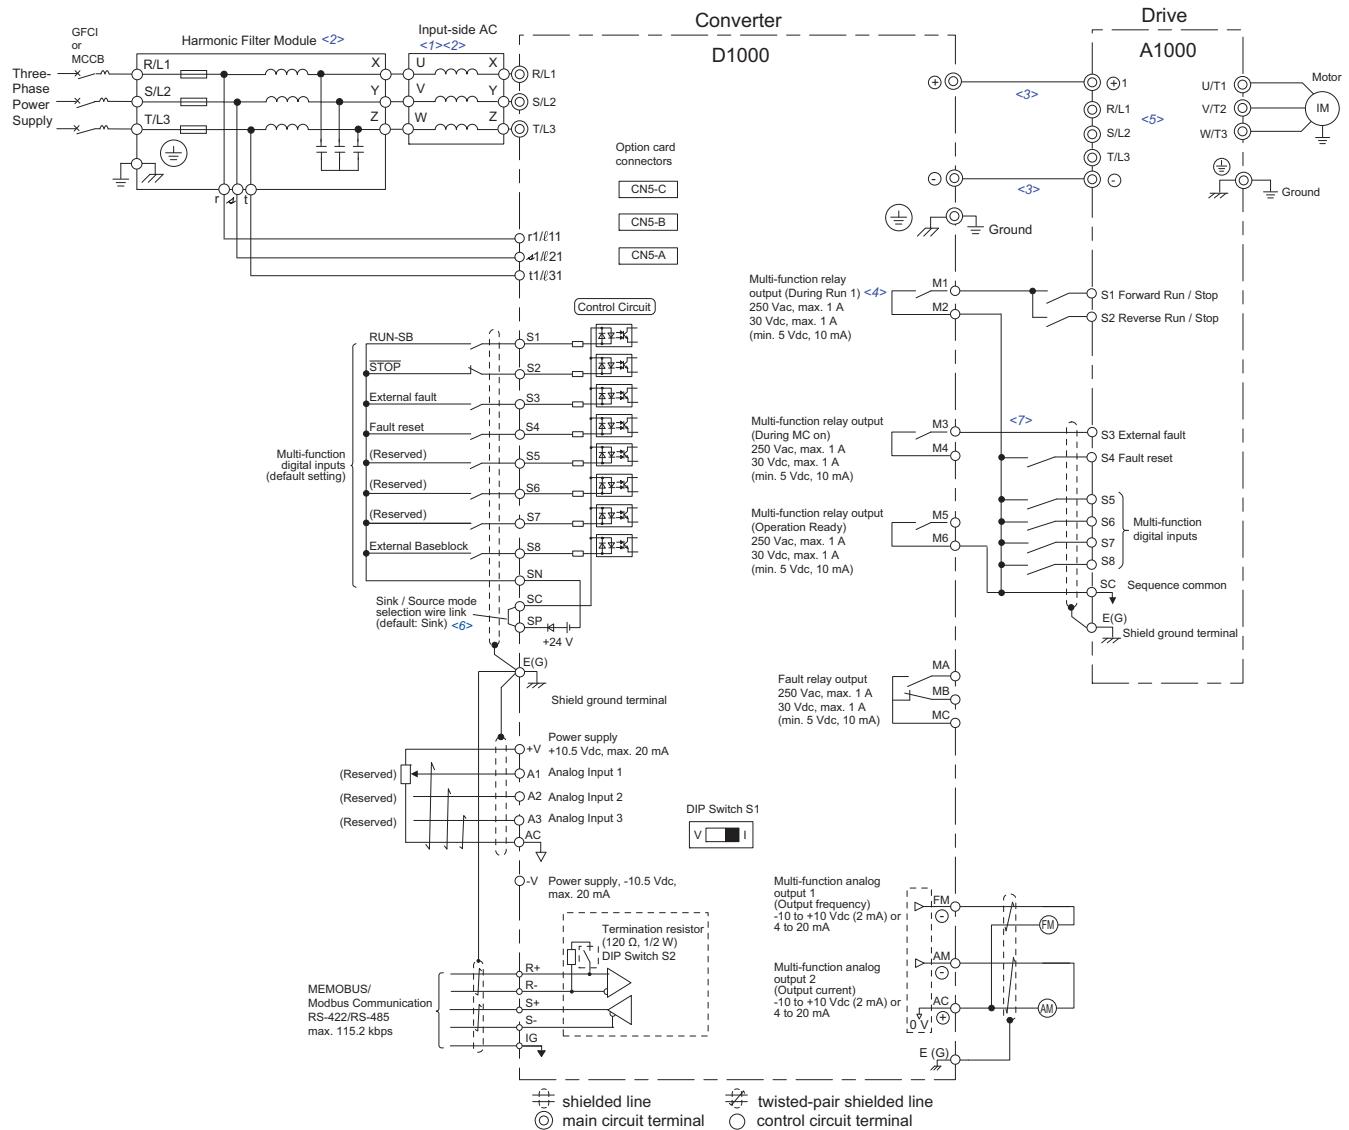 Converter
D1000
Drive
A1000
GFCI
or
MCCB
Three-
Phase
Power
Supply
Harmonic Filter Module <2>
R/L1
S/L2
T/L3
X
Y
Z
r
t
Input-side AC
<1><2>
U
V
W
X
Y
Z
R/L1
S/L2
T/L3
r1/ℓ11
1/ℓ21
t1/ℓ31
Option card
connectors
CN5-C
CN5-B
CN5-A
+
-
Ground
<3>
<3>
+1
R/L1
S/L2
T/L3
-
<5>
U/T1
V/T2
W/T3
Motor
IM
Ground
Control Circuit
Multi-function
digital inputs
(default setting)
RUN-SB
S1
STOP
S2
External fault
S3
Fault reset
S4
(Reserved)
S5
(Reserved)
S6
(Reserved)
S7
External Baseblock
S8
SN
SC
SP
+24 V
Sink / Source mode
selection wire link
(default: Sink) <6>
E(G)
Shield ground terminal
Multi-function relay
output (During Run 1) <4>
250 Vac, max. 1 A
30 Vdc, max. 1 A
(min. 5 Vdc, 10 mA)
M1
M2
S1 Forward Run / Stop
S2 Reverse Run / Stop
Multi-function relay output
(During MC on)
250 Vac, max. 1 A
30 Vdc, max. 1 A
(min. 5 Vdc, 10 mA)
M3
M4
<7>
S3 External fault
S4 Fault reset
Multi-function relay output
(Operation Ready)
250 Vac, max. 1 A
30 Vdc, max. 1 A
(min. 5 Vdc, 10 mA)
M5
M6
S5
S6
S7
S8
Multi-function
digital inputs
SC
Sequence common
E(G)
Shield ground terminal
Fault relay output
250 Vac, max. 1 A
30 Vdc, max. 1 A
(min. 5 Vdc, 10 mA)
MA
MB
MC
+V
Power supply
+10.5 Vdc, max. 20 mA
(Reserved)
A1 Analog Input 1
(Reserved)
A2 Analog Input 2
(Reserved)
A3 Analog Input 3
AC
-V
Power supply, -10.5 Vdc,
max. 20 mA
DIP Switch S1
V
I
Termination resistor
(120 Ω, 1/2 W)
DIP Switch S2
MEMOBUS/
Modbus Communication
RS-422/RS-485
max. 115.2 kbps
R+
R-
S+
S-
IG
Multi-function analog
output 1
(Output frequency)
-10 to +10 Vdc (2 mA) or
4 to 20 mA
FM
-
FM
Multi-function analog
output 2
(Output current)
-10 to +10 Vdc (2 mA) or
4 to 20 mA
AM
-
AC
+
0 V
AM
E (G)
shielded line
twisted-pair shielded line
main circuit terminal
control circuit terminal